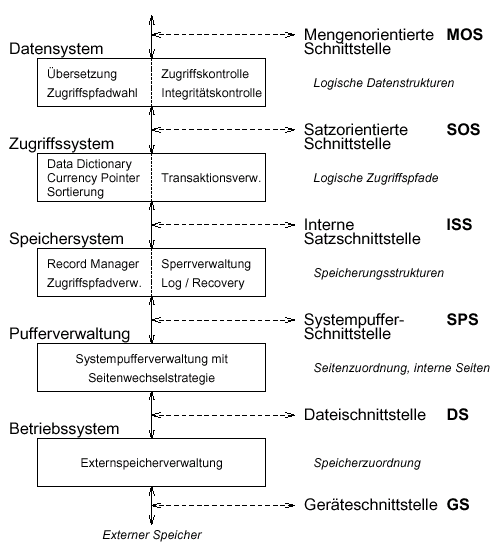 Mengenorientierte MOS
Schnittstelle
Datensystem
Übersetzung Zugriffskontrolle
Zugriffspfadwahl Integritätskontrolle
Logische Datenstrukturen
Satzorientierte SOS
Schnittstelle
Zugriffssystem
Data Dictionary
Currency Pointer Transaktionsverw.
Sortierung
Logische Zugriffspfade
Interne ISS
Satzschnittstelle
Speichersystem
Record Manager Sperrverwaltung
Zugriffspfadverw. Log / Recovery
Speicherungsstrukturen
Systempuffer- SPS
Schnittstelle
Pufferverwaltung
Systempufferverwaltung mit
Seitenwechselstrategie
Seitenzuordnung, interne Seiten
Dateischnittstelle DS
Betriebssystem
Externspeicherverwaltung
Speicherzuordnung
Geräteschnittstelle GS
Externer Speicher